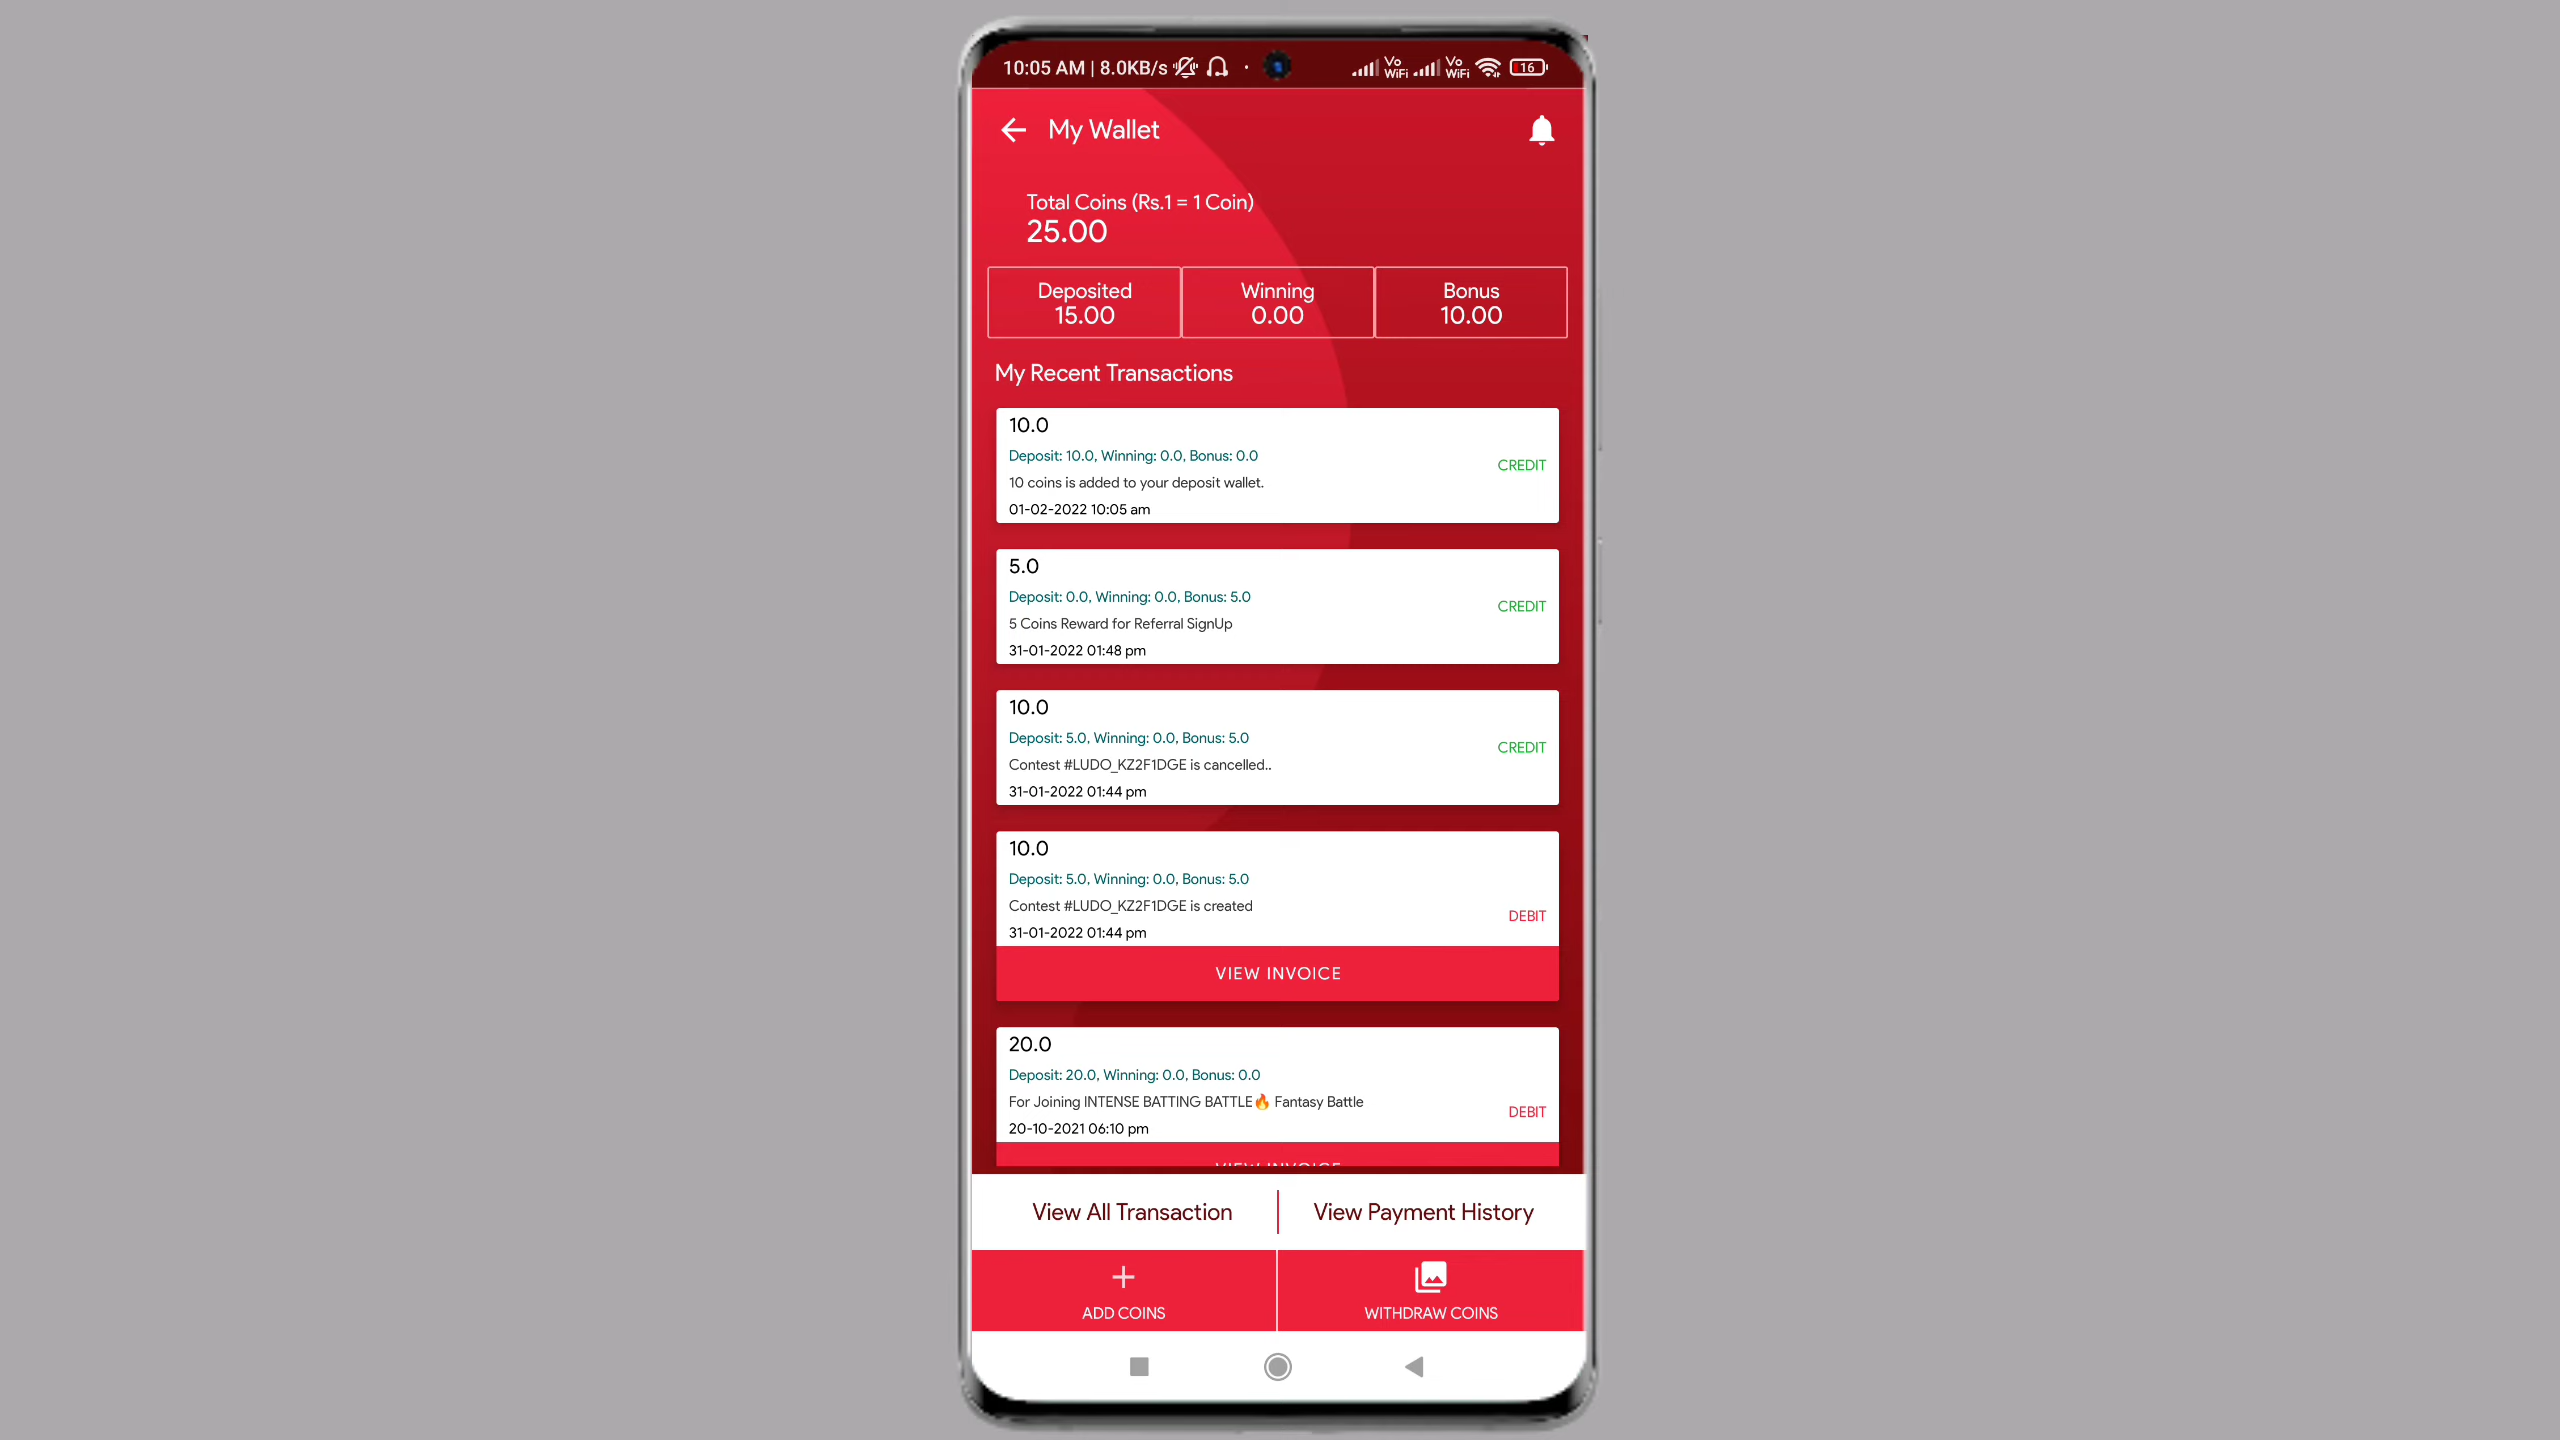 10:05 AM | 8.0KB/s
Vo WiFi Vo WiFi 16
My Wallet
Total Coins (Rs.1 = 1 Coin)
25.00
Deposited Winning Bonus
15.00 0.00 10.00
My Recent Transactions
10.0
Deposit: 10.0, Winning: 0.0, Bonus: 0.0
CREDIT
10 coins is added to your deposit wallet.
01-02-2022 10:05 am
5.0
Deposit: 0.0, Winning: 0.0, Bonus: 5.0
CREDIT
5 Coins Reward for Referral SignUp
31-01-2022 01:48 pm
10.0
Deposit: 5.0, Winning: 0.0, Bonus: 5.0
CREDIT
Contest #LUDO_KZ2F1DGE is cancelled..
31-01-2022 01:44 pm
10.0
Deposit: 5.0, Winning: 0.0, Bonus: 5.0
Contest #LUDO_KZ2F1DGE is created
DEBIT
31-01-2022 01:44 pm
VIEW INVOICE
20.0
Deposit: 20.0, Winning: 0.0, Bonus: 0.0
For Joining INTENSE BATTING BATTLE🔥 Fantasy Battle
DEBIT
20-10-2021 06:10 pm
VIEW INVOICE
View All Transaction View Payment History
ADD COINS WITHDRAW COINS